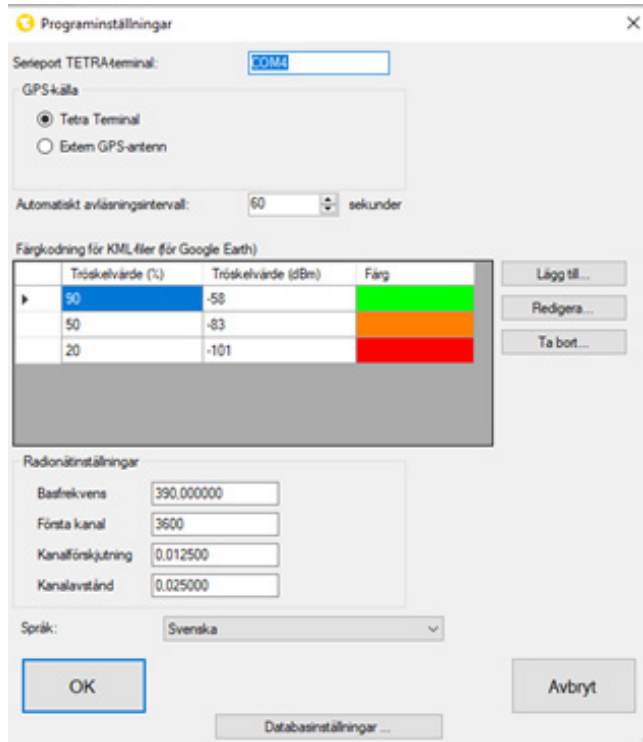 Programinställningar
Serieport TETRA-terminal: COM4
GPS-källa
Tetra Terminal
Extern GPS-antenn
Automatiskt avläsningsintervall: 60 sekunder
Färgkodning för KML-filer (för Google Earth)
Tröskelvärde (%) Tröskelvärde (dBm) Färg
90 -58
50 -83
20 -101
Lägg till...
Redigera...
Ta bort...
Radionätinställningar
Basfrekvens 390,000000
Första kanal 3600
Kanalförskjutning 0,012500
Kanalavstånd 0,025000
Språk: Svenska
OK
Avbryt
Databasinställningar ...